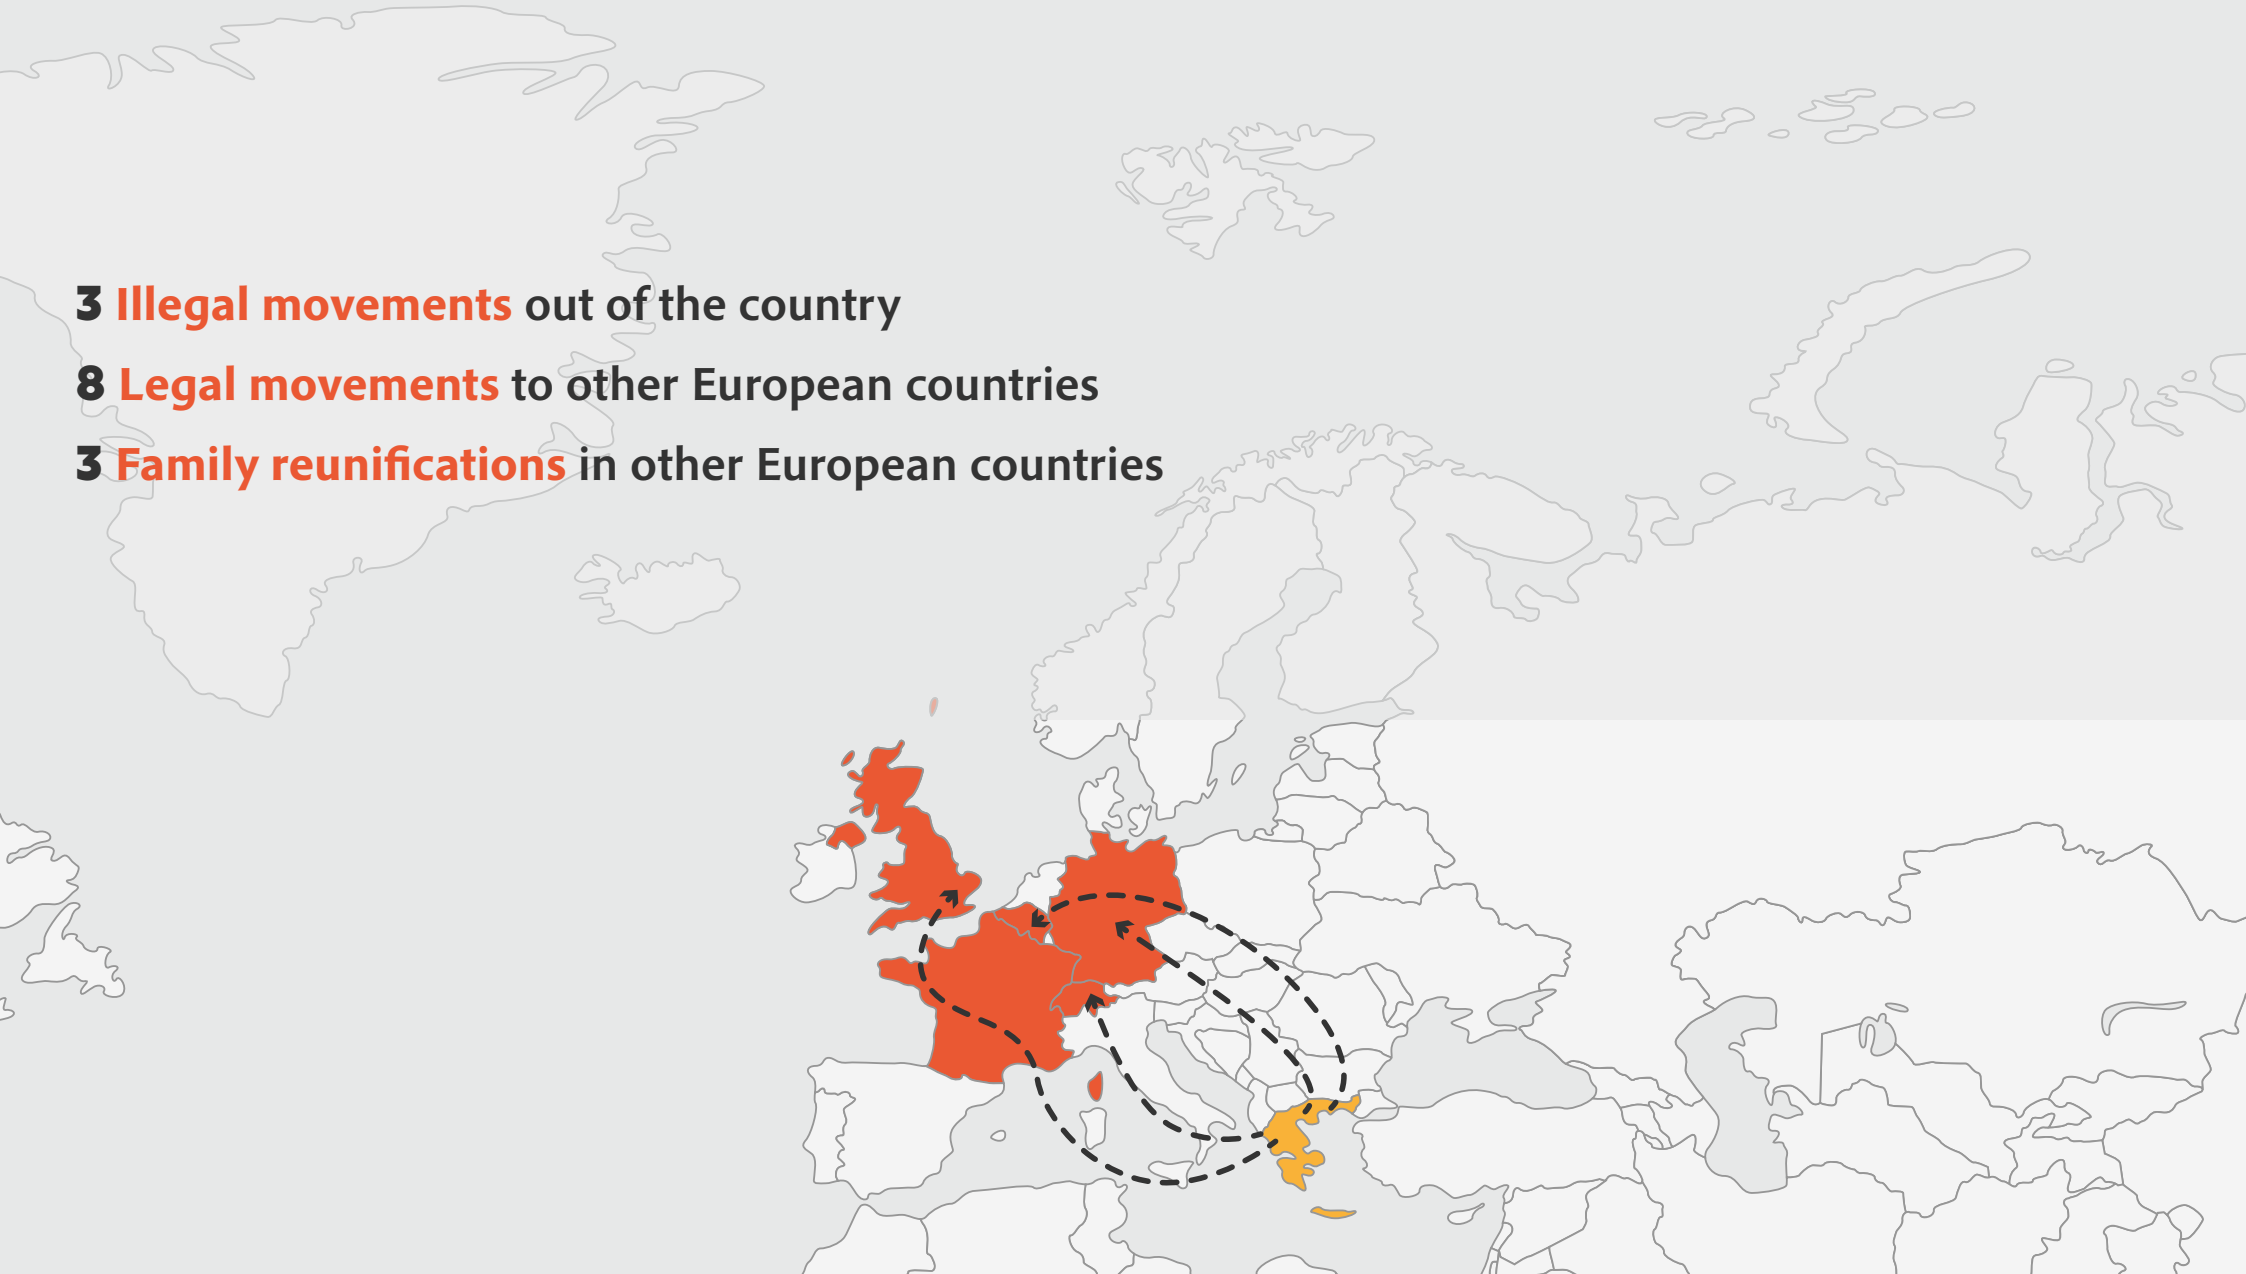 3 Illegal movements out of the country
8 Legal movements to other European countries
3 Family reunifications in other European countries